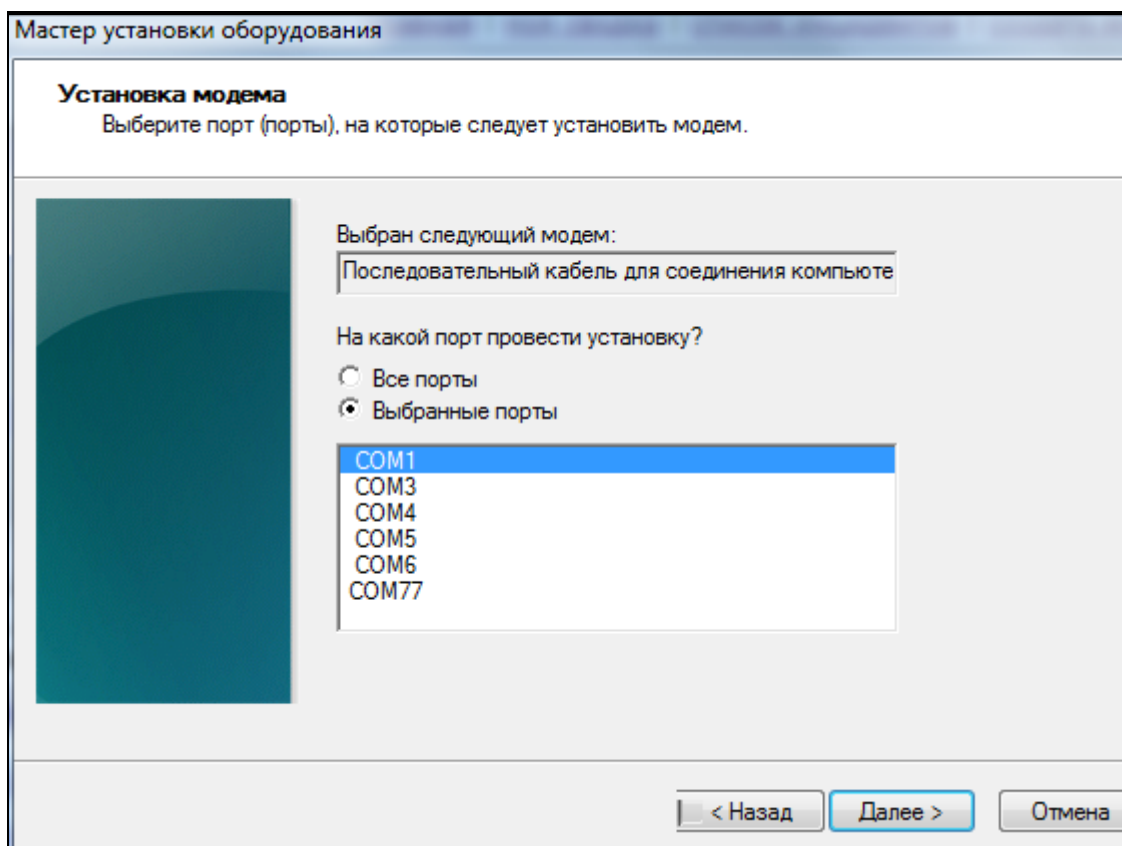 Мастер установки оборудования
Установка модема
Выберите порт (порты), на которые следует установить модем.
Выбран следующий модем:
Последовательный кабель для соединения компьюте
На какой порт провести установку?
Все порты
Выбранные порты
COM1
COM3
COM4
COM5
COM6
COM77
< Назад
Далее >
Отмена